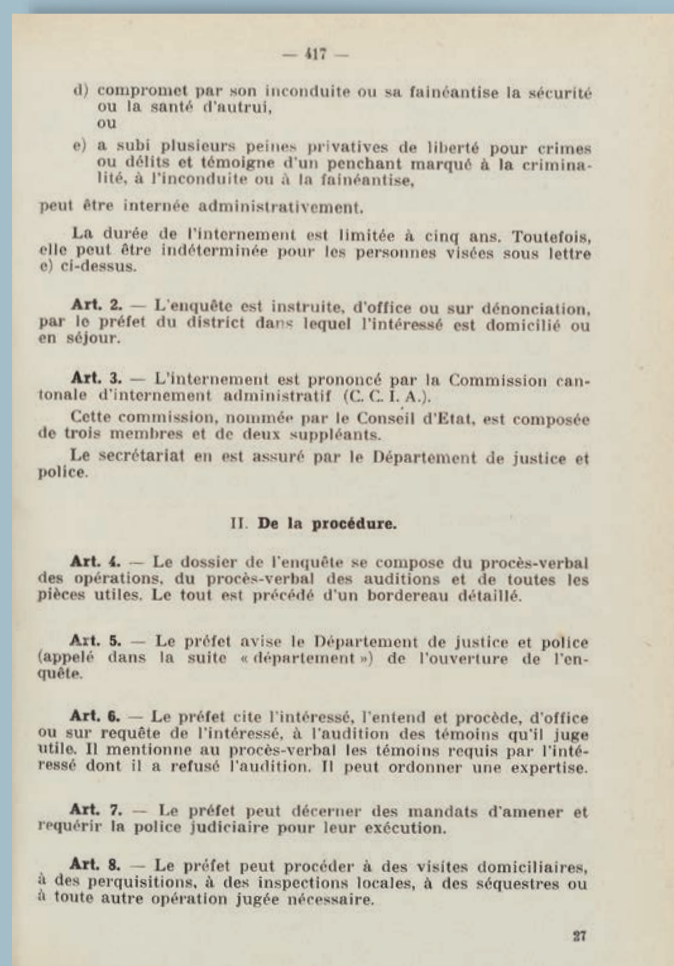 — 417 —
d) compromet par son inconduite ou sa fainéantise la sécurité
ou la santé d'autrui,
ou
e) a subi plusieurs peines privatives de liberté pour crimes
ou délits et témoigne d'un penchant marqué à la crimina-
lité, à l'inconduite ou à la fainéantise,
peut être internée administrativement.
La durée de l'internement est limitée à cinq ans. Toutefois,
elle peut être indéterminée pour les personnes visées sous lettre
e) ci-dessus.
Art. 2. — L'enquête est instruite, d'office ou sur dénonciation,
par le préfet du district dans lequel l'intéressé est domicilié ou
en séjour.
Art. 3. — L'internement est prononcé par la Commission can-
tonale d'internement administratif (C. C. I. A.).
Cette commission, nommée par le Conseil d'Etat, est composée
de trois membres et de deux suppléants.
Le secrétariat en est assuré par le Département de justice et
police.
II. De la procédure.
Art. 4. — Le dossier de l'enquête se compose du procès-verbal
des opérations, du procès-verbal des auditions et de toutes les
pièces utiles. Le tout est précédé d'un bordereau détaillé.
Art. 5. — Le préfet avise le Département de justice et police
(appelé dans la suite « département ») de l'ouverture de l'en-
quête.
Art. 6. — Le préfet cite l'intéressé, l'entend et procède, d'office
ou sur requête de l'intéressé, à l'audition des témoins qu'il juge
utile. Il mentionne au procès-verbal les témoins requis par l'inté-
ressé dont il a refusé l'audition. Il peut ordonner une expertise.
Art. 7. — Le préfet peut décerner des mandats d'amener et
requérir la police judiciaire pour leur exécution.
Art. 8. — Le préfet peut procéder à des visites domiciliaires,
à des perquisitions, à des inspections locales, à des séquestres ou
à toute autre opération jugée nécessaire.
27